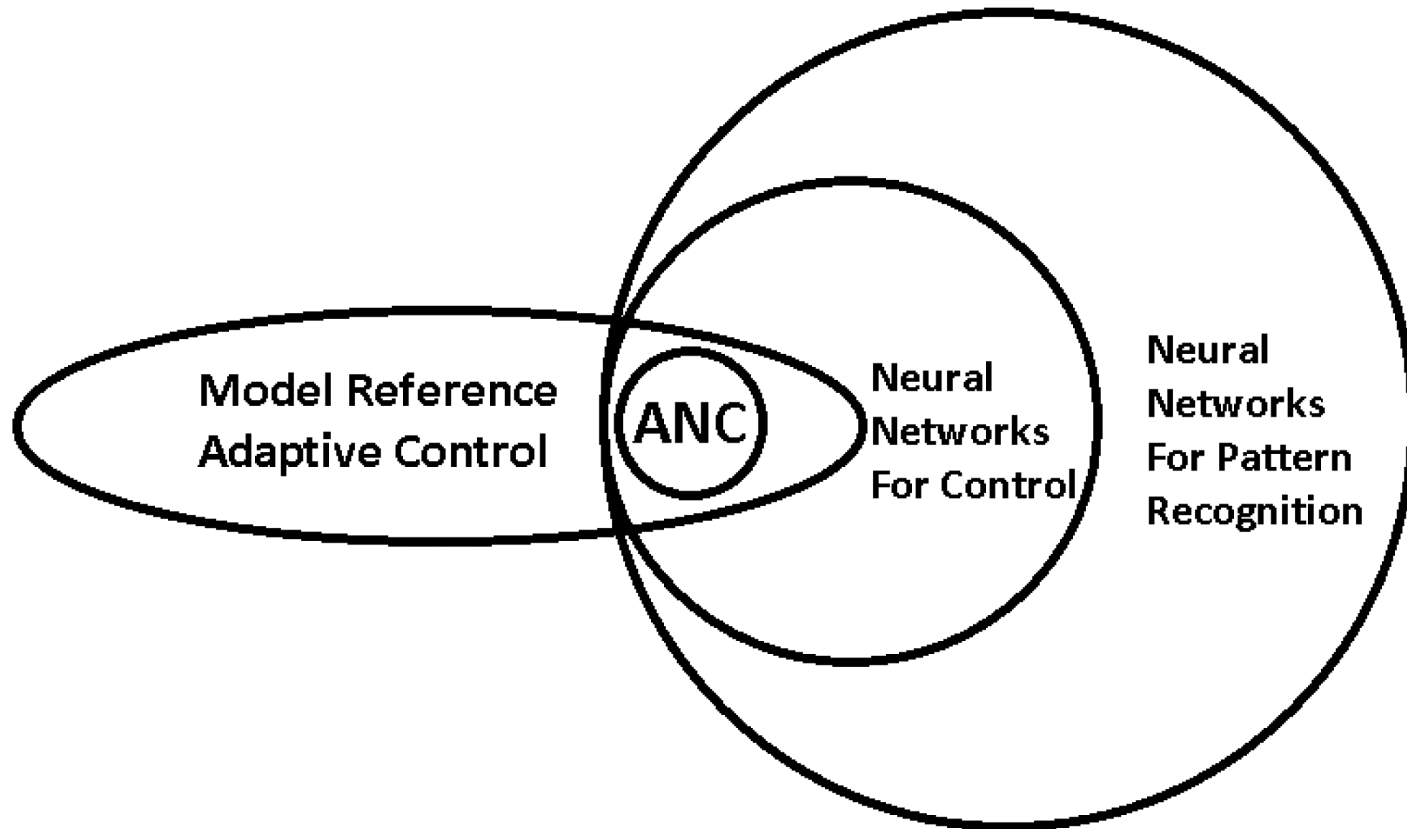 Model Reference
Adaptive Control
ANC
Neural
Networks
For Control
Neural
Networks
For Pattern
Recognition